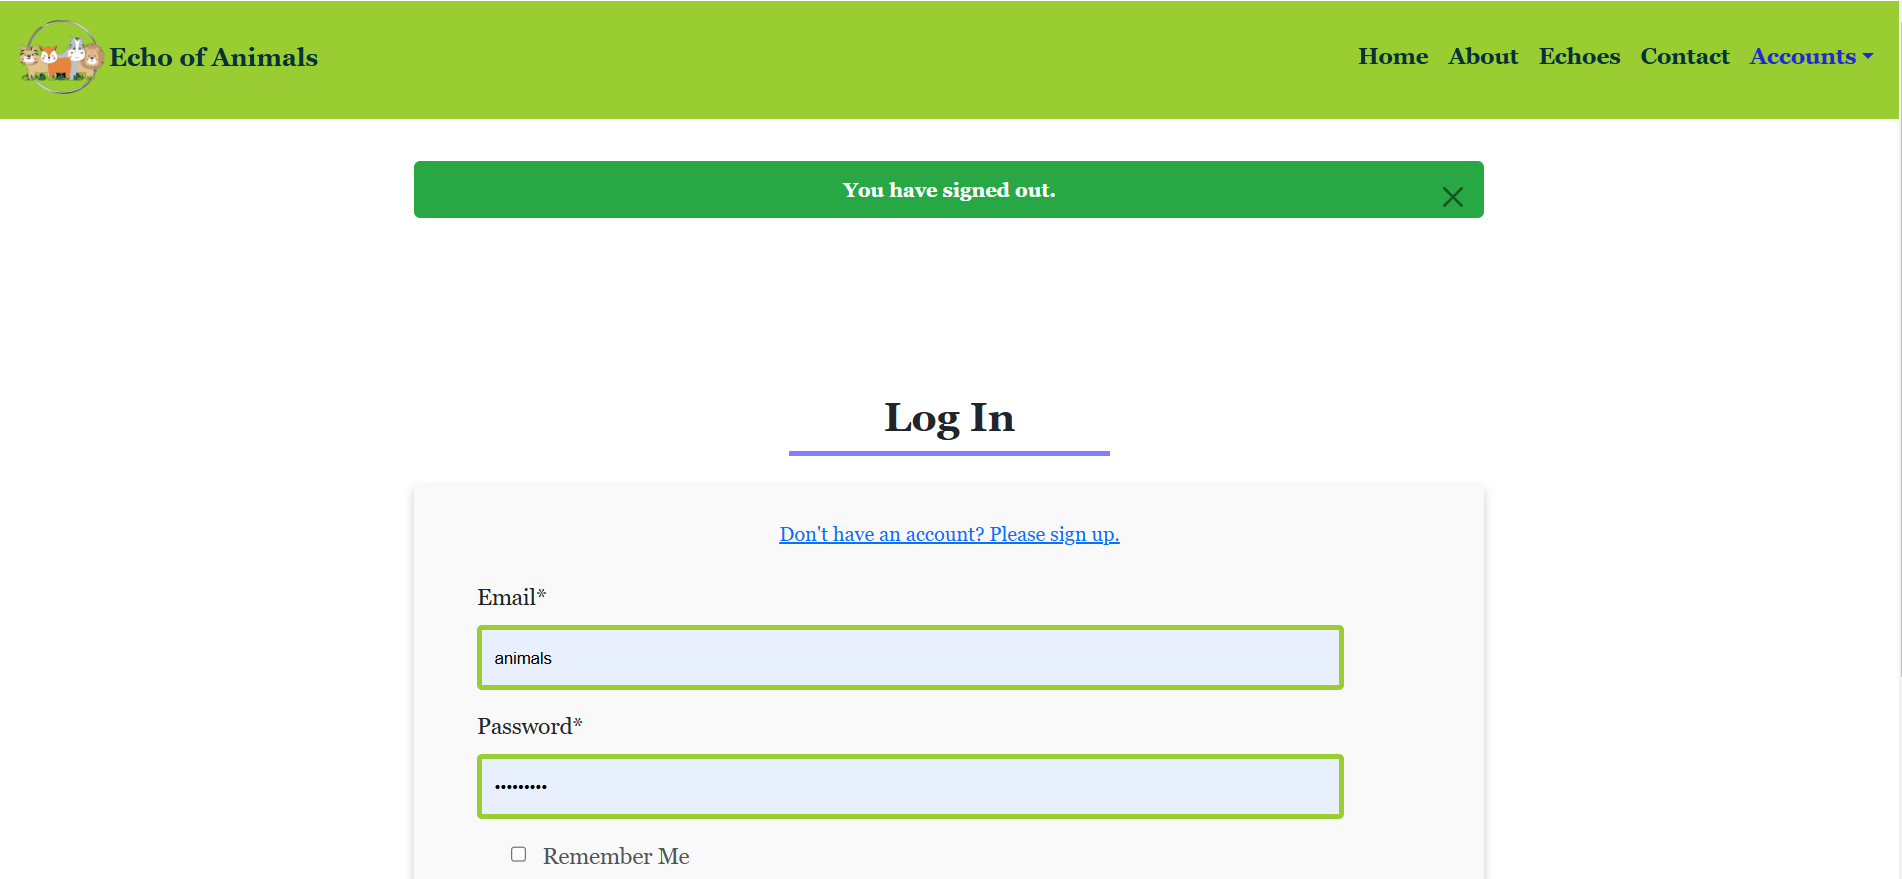 Echo of Animals
Home About Echoes Contact Accounts
You have signed out.
Log In
Don't have an account? Please sign up.
Email*
animals
Password*
•••••••••
Remember Me